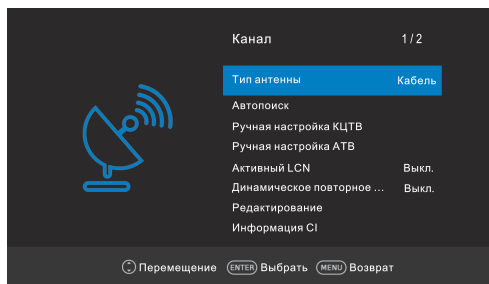 Канал 1/2
Тип антенны Кабель
Автопоиск
Ручная настройка КЦТВ
Ручная настройка АТВ
Активный LCN Выкл.
Динамическое повторное ... Выкл.
Редактирование
Информация CI
Перемещение ENTER Выбрать MENU Возврат